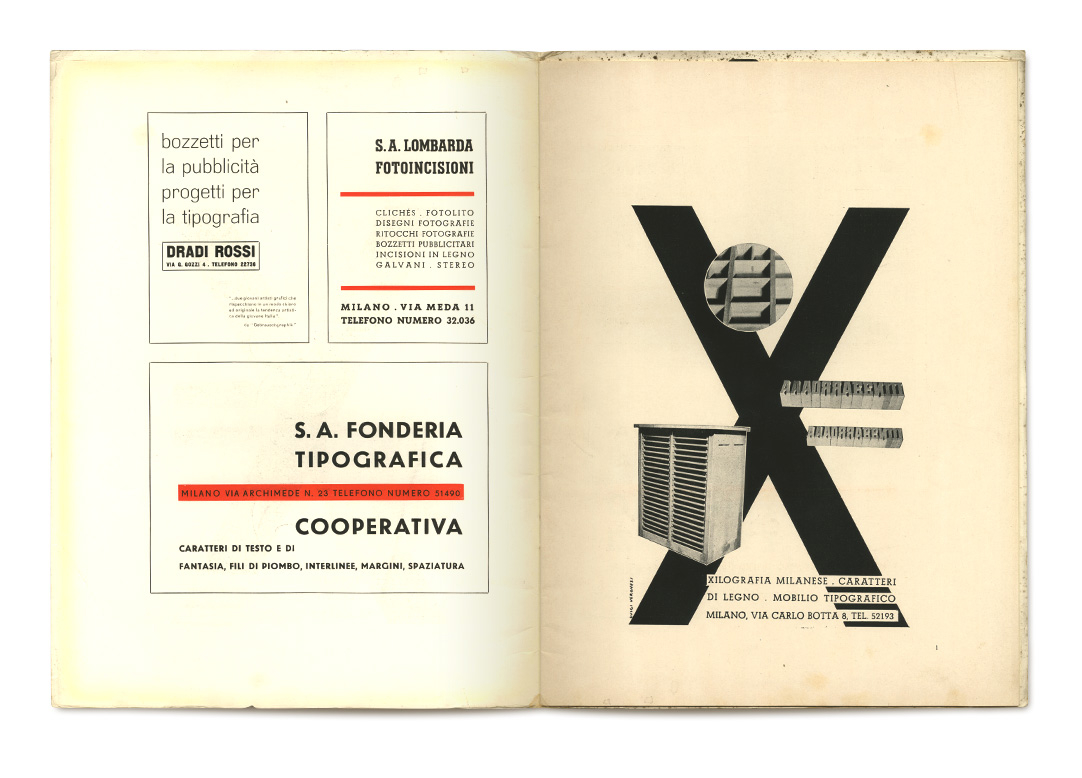 bozzetti per
la pubblicità
progetti per
la tipografia
DRADI ROSSI
VIA G. GOZZI 4 . TELEFONO 22736
S.A. LOMBARDA
FOTOINCISIONI
CLICHÉS . FOTOLITO
DISEGNI FOTOGRAFIE
RITOCCHI FOTOGRAFIE
BOZZETTI PUBBLICITARI
INCISIONI IN LEGNO
GALVANI . STEREO
MILANO . VIA MEDA 11
TELEFONO NUMERO 32.036
S. A. FONDERIA
TIPOGRAFICA
MILANO VIA ARCHIMEDE N. 23 TELEFONO NUMERO 51490
COOPERATIVA
CARATTERI DI TESTO E DI
FANTASIA, FILI DI PIOMBO, INTERLINEE, MARGINI, SPAZIATURA
X
LUIGI VERONESI
XILOGRAFIA MILANESE . CARATTERI
DI LEGNO . MOBILIO TIPOGRAFICO
MILANO, VIA CARLO BOTTA 8, TEL. 52193
1